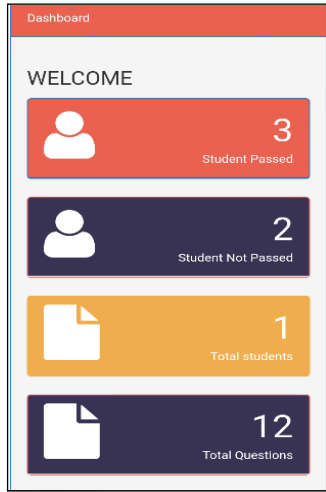 Dashboard
WELCOME
3
Student Passed
2
Student Not Passed
1
Total students
12
Total Questions